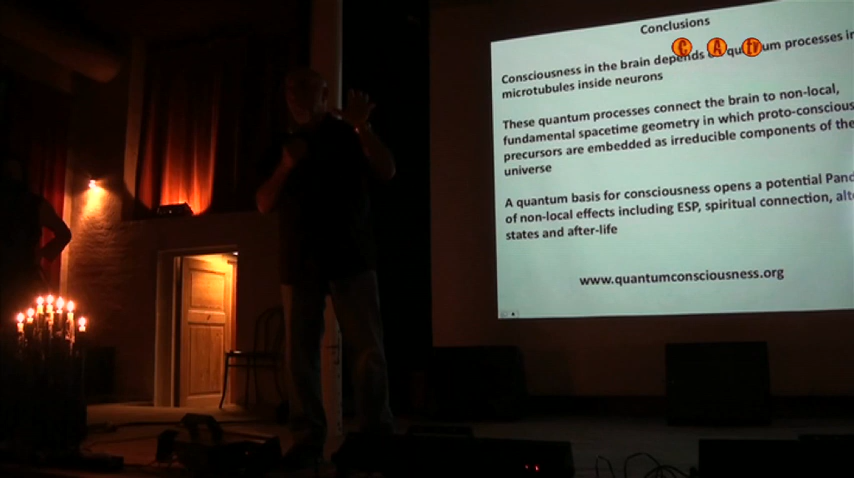 Conclusions
C A tv
Consciousness in the brain depends quantum processes in
microtubules inside neurons
These quantum processes connect the brain to non-local,
fundamental spacetime geometry in which proto-conscious
precursors are embedded as irreducible components of the
universe
A quantum basis for consciousness opens a potential Pand
of non-local effects including ESP, spiritual connection, alt
states and after-life
www.quantumconsciousness.org